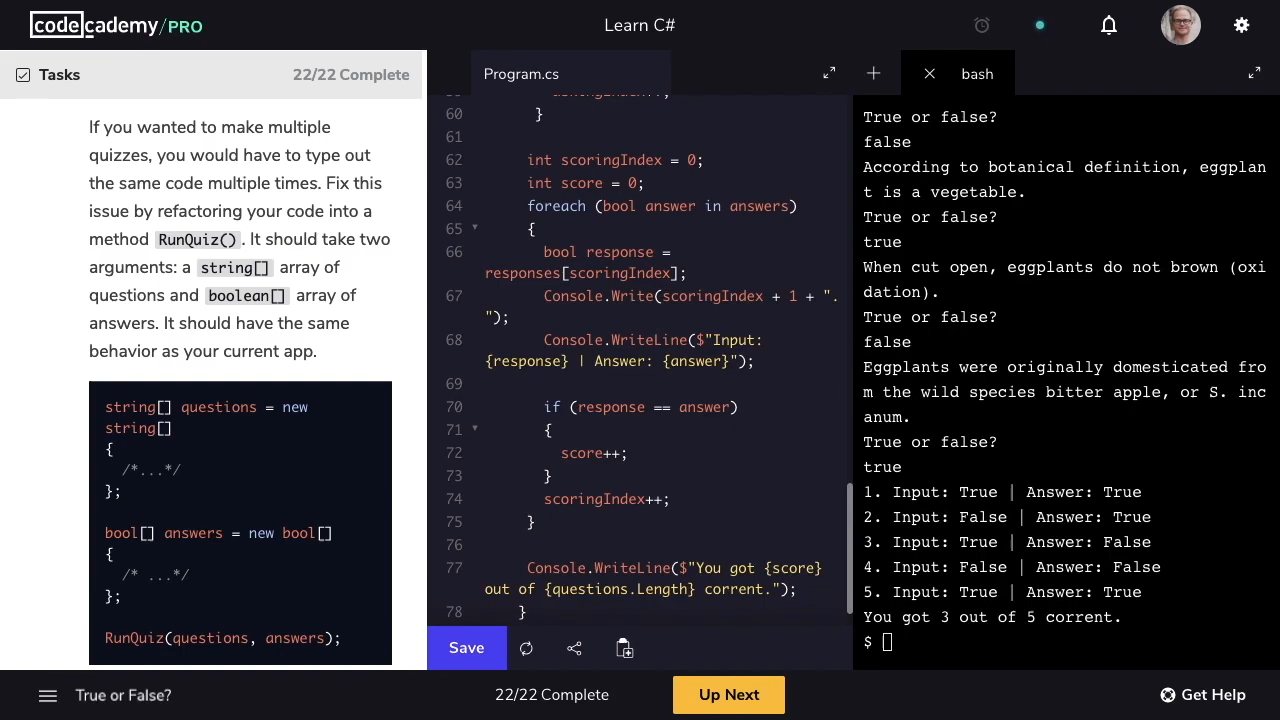 codecademy/PRO
Learn C#
Tasks
22/22 Complete
If you wanted to make multiple
quizzes, you would have to type out
the same code multiple times. Fix this
issue by refactoring your code into a
method RunQuiz(). It should take two
arguments: a string[] array of
questions and boolean[] array of
answers. It should have the same
behavior as your current app.
string[] questions = new
string[]
{
/*...*/
};
bool[] answers = new bool[]
{
/* ...*/
};
RunQuiz(questions, answers);
Program.cs
60 }
61
62 int scoringIndex = 0;
63 int score = 0;
64 foreach (bool answer in answers)
65 {
66 bool response =
responses[scoringIndex];
67 Console.Write(scoringIndex + 1 + ".
");
68 Console.WriteLine($"Input:
{response} | Answer: {answer}");
69
70 if (response == answer)
71 {
72 score++;
73 }
74 scoringIndex++;
75 }
76
77 Console.WriteLine($"You got {score}
out of {questions.Length} corrent.");
78 }
Save
bash
True or false?
false
According to botanical definition, eggplan
t is a vegetable.
True or false?
true
When cut open, eggplants do not brown (oxi
dation).
True or false?
false
Eggplants were originally domesticated fro
m the wild species bitter apple, or S. inc
anum.
True or false?
true
1. Input: True | Answer: True
2. Input: False | Answer: True
3. Input: True | Answer: False
4. Input: False | Answer: False
5. Input: True | Answer: True
You got 3 out of 5 corrent.
$
True or False?
22/22 Complete
Up Next
Get Help